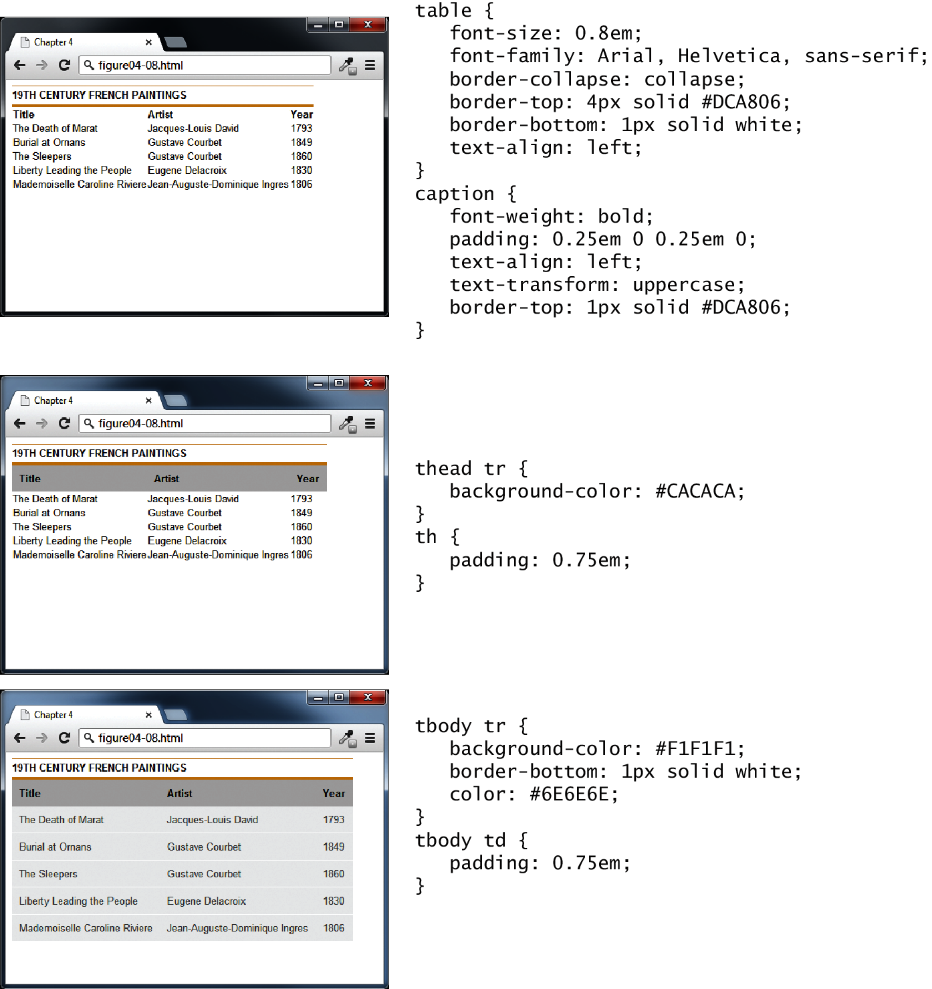 Chapter 4
figure04-08.html
19TH CENTURY FRENCH PAINTINGS
Title Artist Year
The Death of Marat Jacques-Louis David 1793
Burial at Ornans Gustave Courbet 1849
The Sleepers Gustave Courbet 1860
Liberty Leading the People Eugene Delacroix 1830
Mademoiselle Caroline Riviere Jean-Auguste-Dominique Ingres 1806
table {
font-size: 0.8em;
font-family: Arial, Helvetica, sans-serif;
border-collapse: collapse;
border-top: 4px solid #DCA806;
border-bottom: 1px solid white;
text-align: left;
}
caption {
font-weight: bold;
padding: 0.25em 0 0.25em 0;
text-align: left;
text-transform: uppercase;
border-top: 1px solid #DCA806;
}
Chapter 4
figure04-08.html
19TH CENTURY FRENCH PAINTINGS
Title Artist Year
The Death of Marat Jacques-Louis David 1793
Burial at Ornans Gustave Courbet 1849
The Sleepers Gustave Courbet 1860
Liberty Leading the People Eugene Delacroix 1830
Mademoiselle Caroline Riviere Jean-Auguste-Dominique Ingres 1806
thead tr {
background-color: #CACACA;
}
th {
padding: 0.75em;
}
Chapter 4
figure04-08.html
19TH CENTURY FRENCH PAINTINGS
Title Artist Year
The Death of Marat Jacques-Louis David 1793
Burial at Ornans Gustave Courbet 1849
The Sleepers Gustave Courbet 1860
Liberty Leading the People Eugene Delacroix 1830
Mademoiselle Caroline Riviere Jean-Auguste-Dominique Ingres 1806
tbody tr {
background-color: #F1F1F1;
border-bottom: 1px solid white;
color: #6E6E6E;
}
tbody td {
padding: 0.75em;
}